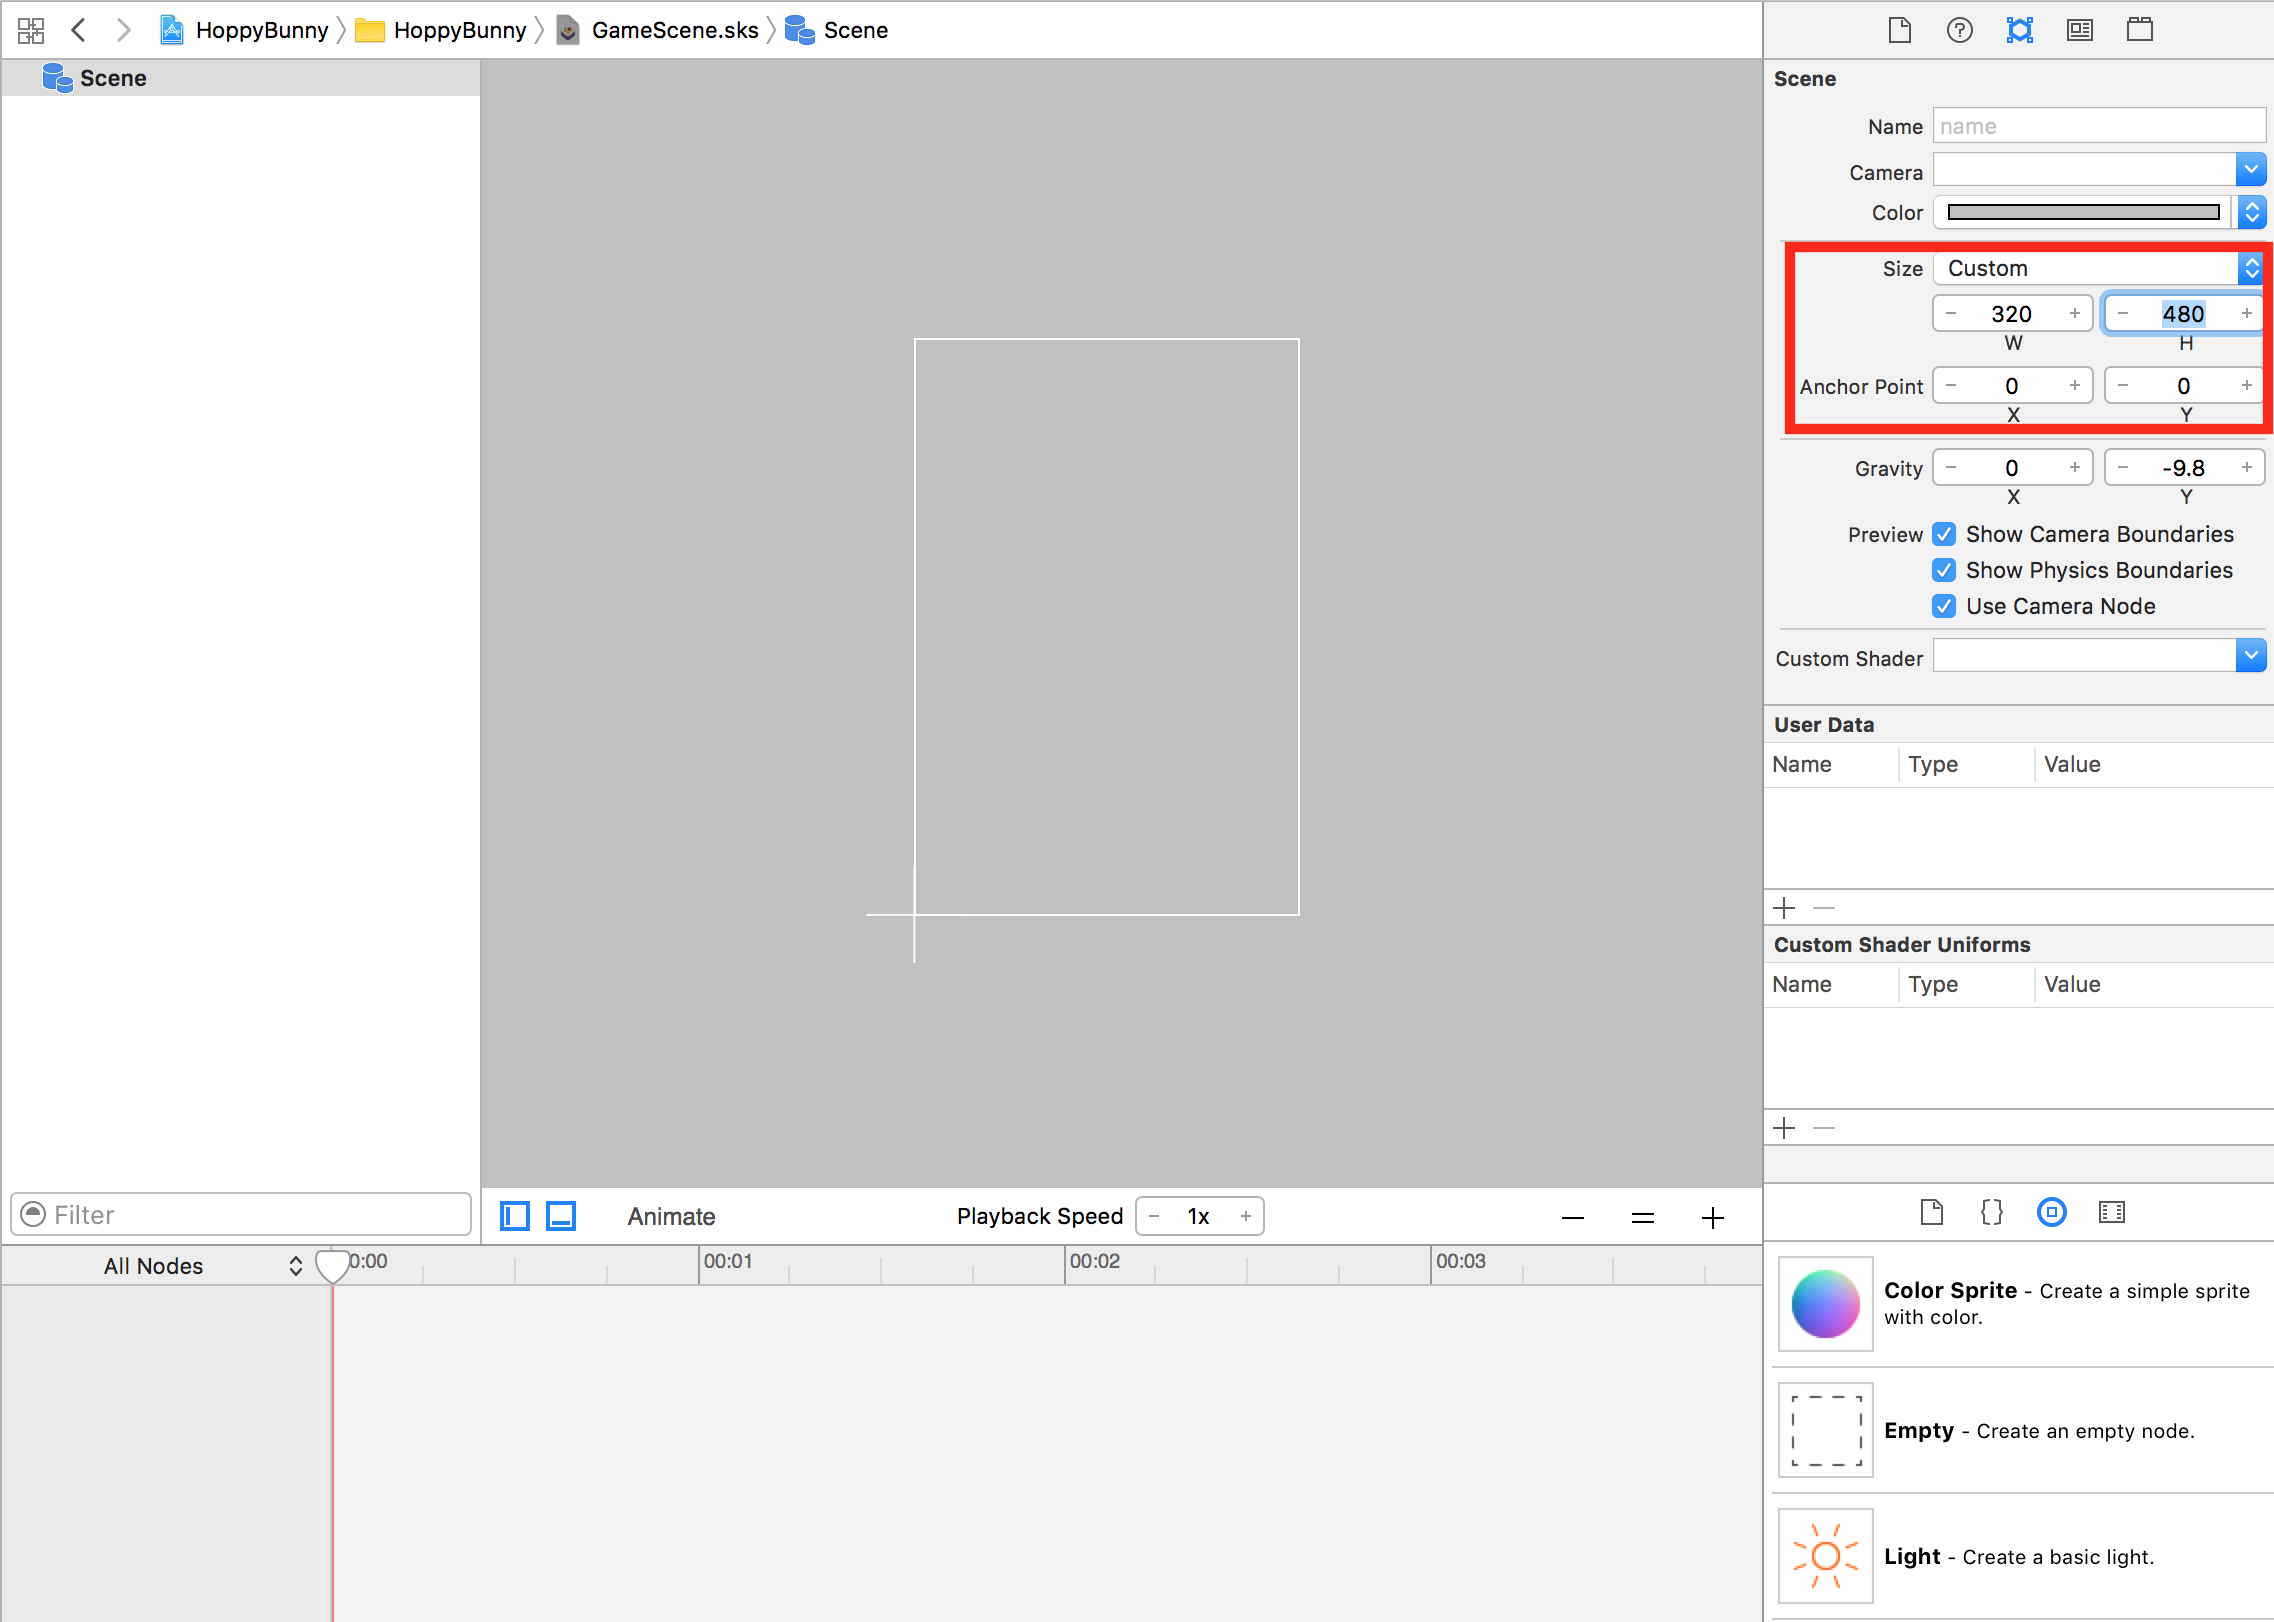 HoppyBunny HoppyBunny GameScene.sks Scene
Scene
Filter
Animate
Playback Speed 1x
All Nodes
0:00 00:01 00:02 00:03
Scene
Name name
Camera
Color
Size Custom
320 480
W H
Anchor Point 0 0
X Y
Gravity 0 -9.8
X Y
Preview Show Camera Boundaries
Show Physics Boundaries
Use Camera Node
Custom Shader
User Data
Name Type Value
Custom Shader Uniforms
Name Type Value
Color Sprite - Create a simple sprite
with color.
Empty - Create an empty node.
Light - Create a basic light.